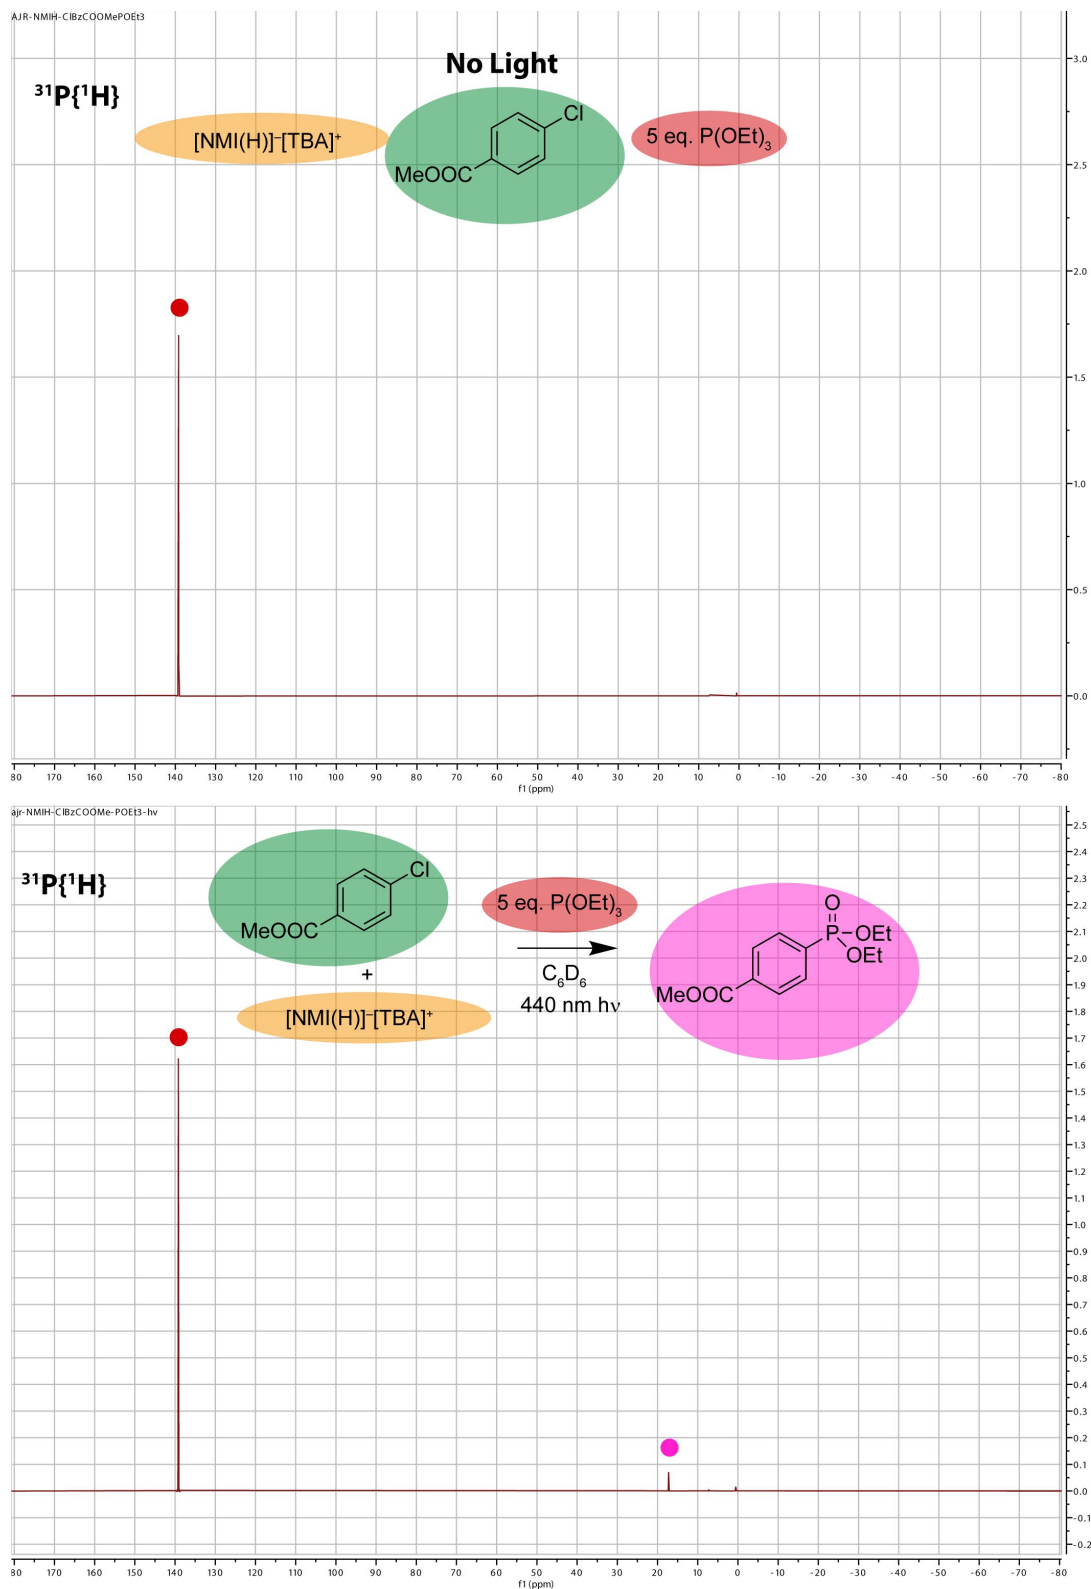 AJR-NMIH-ClBzCOOMePOEt3
No Light
³¹P{¹H}
[NMI(H)]⁻[TBA]⁺
Cl
MeOOC
5 eq. P(OEt)₃
3.0
2.5
2.0
1.5
1.0
0.5
0.0
80 170 160 150 140 130 120 110 100 90 80 70 60 50 40 30 20 10 0 -10 -20 -30 -40 -50 -60 -70 -80
f1 (ppm)
ajr-NMIH-ClBzCOOMe-POEt3-hv
³¹P{¹H}
Cl
MeOOC
+
[NMI(H)]⁻[TBA]⁺
5 eq. P(OEt)₃
C₆D₆
440 nm hν
O
P
OEt
OEt
MeOOC
2.5
2.4
2.3
2.2
2.1
2.0
1.9
1.8
1.7
1.6
1.5
1.4
1.3
1.2
1.1
1.0
0.9
0.8
0.7
0.6
0.5
0.4
0.3
0.2
0.1
0.0
-0.1
-0.2
80 170 160 150 140 130 120 110 100 90 80 70 60 50 40 30 20 10 0 -10 -20 -30 -40 -50 -60 -70 -80
f1 (ppm)